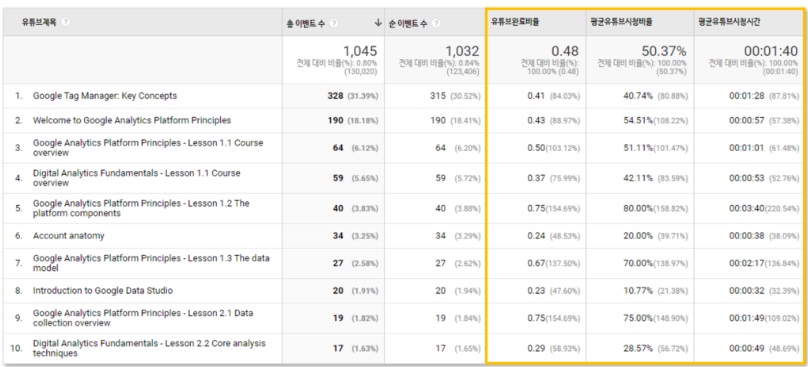 유튜브제목 총 이벤트 수 순 이벤트 수 유튜브완료비율 평균유튜브시청비율 평균유튜브시청시간
1,045 1,032 0.48 50.37% 00:01:40
전체 대비 비율(%): 0.80% 전체 대비 비율(%): 0.84% 전체 대비 비율(%): 전체 대비 비율(%): 100.00% 전체 대비 비율(%): 100.00%
(130,020) (123,406) 100.00% (0.48) (50.37%) (00:01:40)
1. Google Tag Manager: Key Concepts 328 (31.39%) 315 (30.52%) 0.41 (84.03%) 40.74% (80.88%) 00:01:28 (87.81%)
2. Welcome to Google Analytics Platform Principles 190 (18.18%) 190 (18.41%) 0.43 (88.97%) 54.51%(108.22%) 00:00:57 (57.38%)
3. Google Analytics Platform Principles - Lesson 1.1 Course
overview 64 (6.12%) 64 (6.20%) 0.50(103.12%) 51.11%(101.47%) 00:01:01 (61.48%)
4. Digital Analytics Fundamentals - Lesson 1.1 Course
overview 59 (5.65%) 59 (5.72%) 0.37 (75.99%) 42.11% (83.59%) 00:00:53 (52.76%)
5. Google Analytics Platform Principles - Lesson 1.2 The
platform components 40 (3.83%) 40 (3.88%) 0.75(154.69%) 80.00%(158.82%) 00:03:40(220.54%)
6. Account anatomy 34 (3.25%) 34 (3.29%) 0.24 (48.53%) 20.00% (39.71%) 00:00:38 (38.09%)
7. Google Analytics Platform Principles - Lesson 1.3 The data
model 27 (2.58%) 27 (2.62%) 0.67(137.50%) 70.00%(138.97%) 00:02:17(136.84%)
8. Introduction to Google Data Studio 20 (1.91%) 20 (1.94%) 0.23 (47.60%) 10.77% (21.38%) 00:00:32 (32.39%)
9. Google Analytics Platform Principles - Lesson 2.1 Data
collection overview 19 (1.82%) 19 (1.84%) 0.75(154.69%) 75.00%(148.90%) 00:01:49(109.02%)
10. Digital Analytics Fundamentals - Lesson 2.2 Core analysis
techniques 17 (1.63%) 17 (1.65%) 0.29 (58.93%) 28.57% (56.72%) 00:00:49 (48.69%)